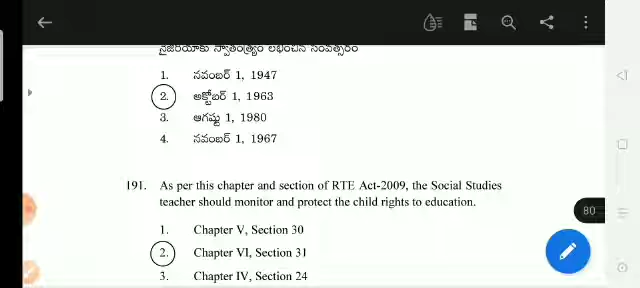 నైజీరియాకు స్వాతంత్ర్యం లభించిన సంవత్సరం
1. నవంబర్ 1, 1947
2. అక్టోబర్ 1, 1963
3. ఆగష్టు 1, 1980
4. నవంబర్ 1, 1967
191. As per this chapter and section of RTE Act-2009, the Social Studies
teacher should monitor and protect the child rights to education.
80
1. Chapter V, Section 30
2. Chapter VI, Section 31
3. Chapter IV, Section 24